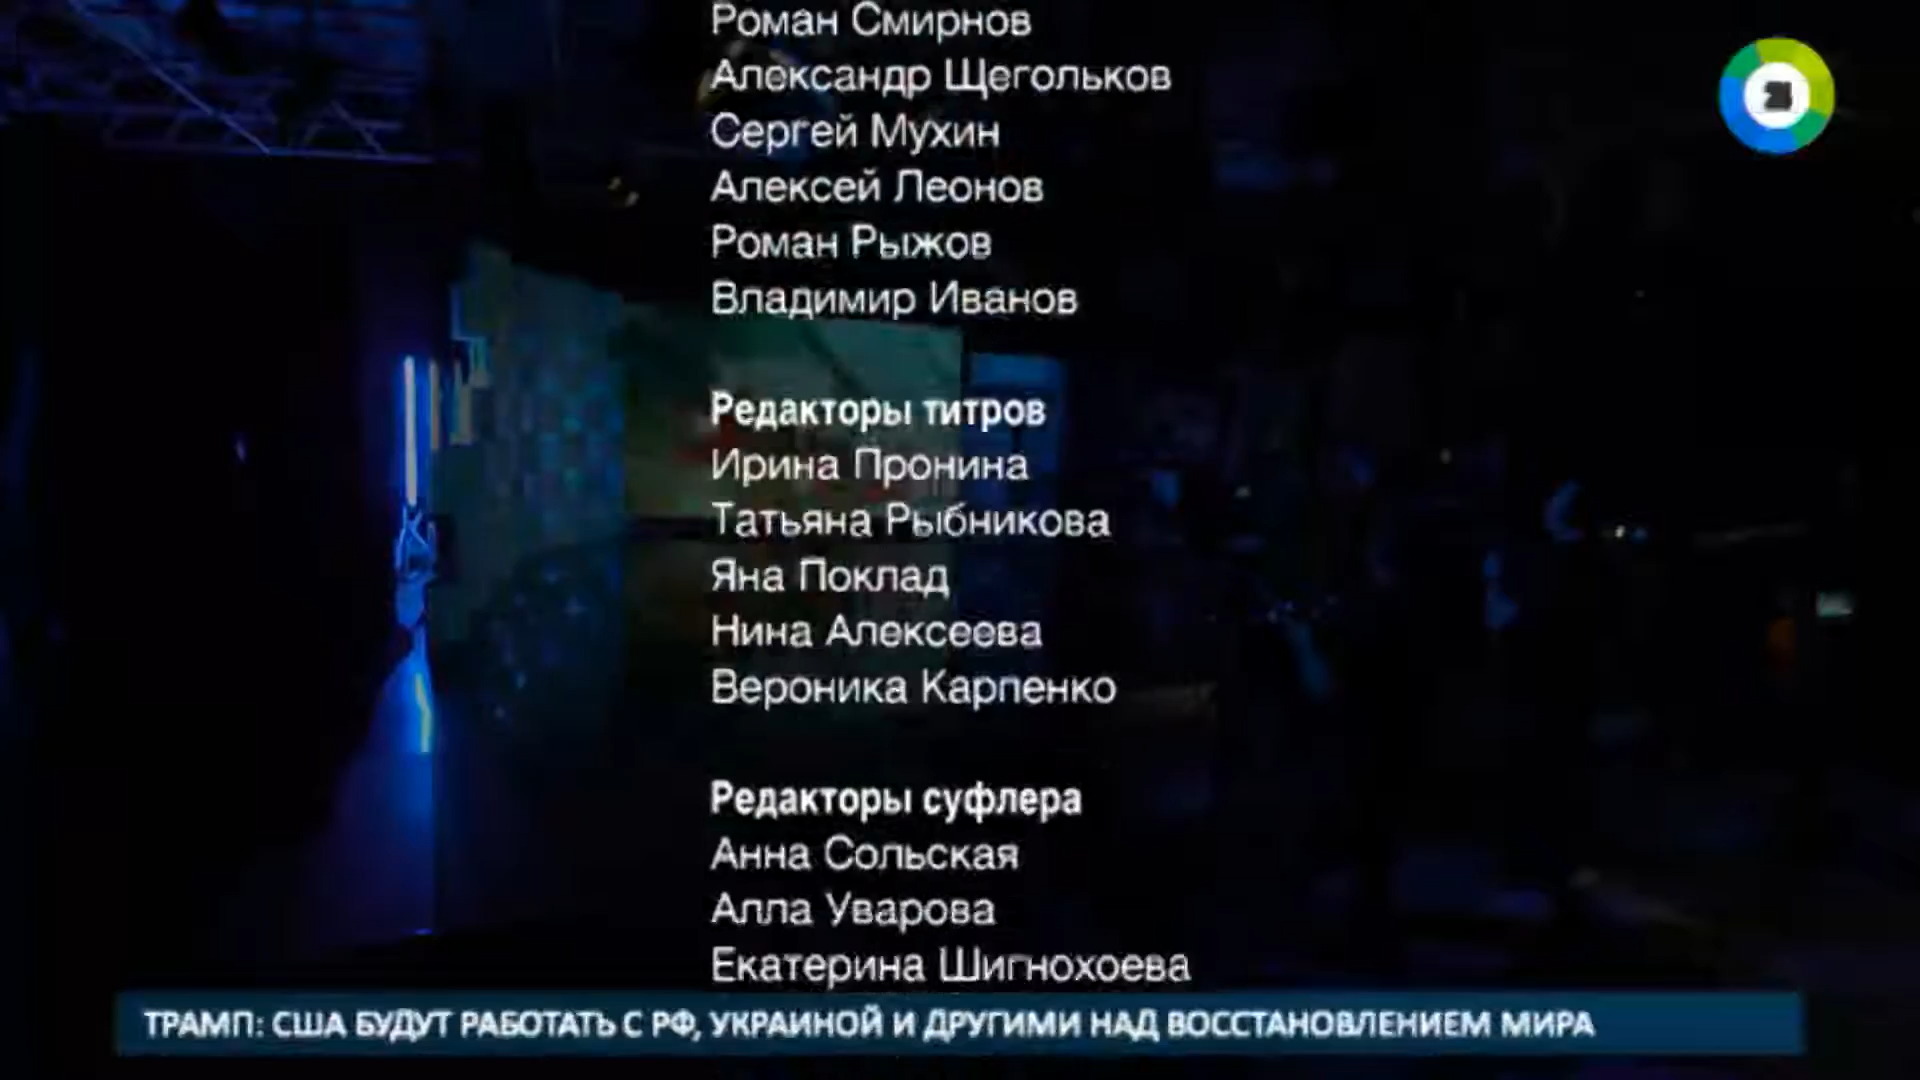 Роман Смирнов
Александр Щегольков
Сергей Мухин
Алексей Леонов
Роман Рыжов
Владимир Иванов
Редакторы титров
Ирина Пронина
Татьяна Рыбникова
Яна Поклад
Нина Алексеева
Вероника Карпенко
Редакторы суфлера
Анна Сольская
Алла Уварова
Екатерина Шигнохоева
ТРАМП: США БУДУТ РАБОТАТЬ С РФ, УКРАИНОЙ И ДРУГИМИ НАД ВОССТАНОВЛЕНИЕМ МИРА